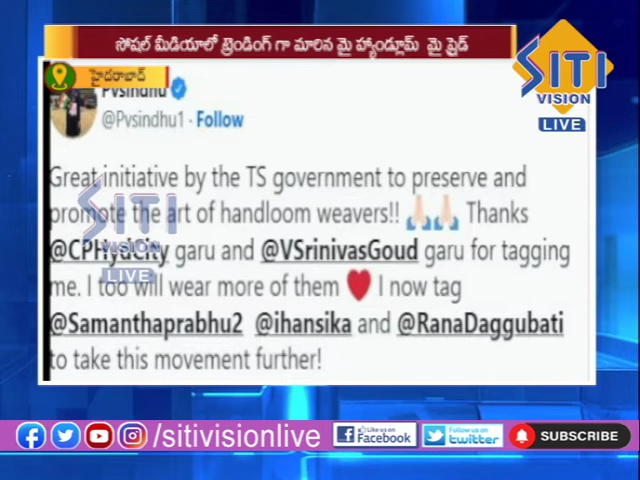 సోషల్ మీడియాలో ట్రెండింగ్ గా మారిన మై హ్యాండ్లూమ్ మై ప్రైడ్
SITI
VISION
LIVE
హైదరాబాద్
Pvsindhu
@Pvsindhu1 · Follow
Great initiative by the TS government to preserve and
promote the art of handloom weavers!! 🙏🏻🙏🏻 Thanks
@CPHydCity garu and @VSrinivasGoud garu for tagging
me. I too will wear more of them ❤️ I now tag
@Samanthaprabhu2 @ihansika and @RanaDaggubati
to take this movement further!
SITI
VISION
LIVE
/sitivisionlive
Like us on
Facebook
Follow us on
twitter
SUBSCRIBE